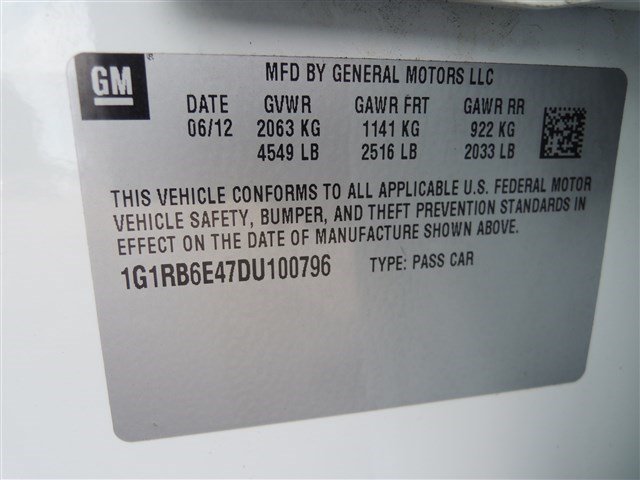 GM
MFD BY GENERAL MOTORS LLC
DATE GVWR GAWR FRT GAWR RR
06/12 2063 KG 1141 KG 922 KG
4549 LB 2516 LB 2033 LB
THIS VEHICLE CONFORMS TO ALL APPLICABLE U.S. FEDERAL MOTOR
VEHICLE SAFETY, BUMPER, AND THEFT PREVENTION STANDARDS IN
EFFECT ON THE DATE OF MANUFACTURE SHOWN ABOVE.
1G1RB6E47DU100796 TYPE: PASS CAR